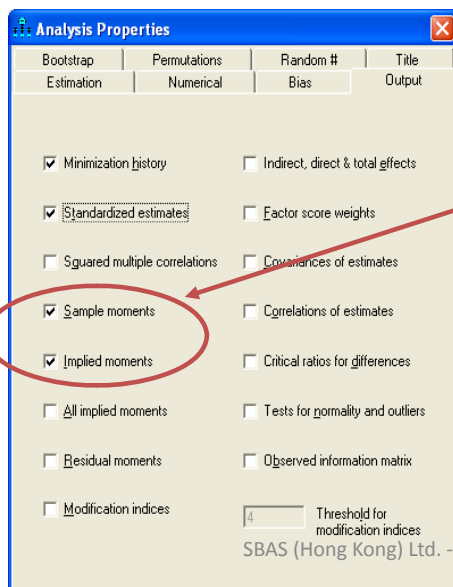 Analysis Properties
Bootstrap Permutations Random # Title
Estimation Numerical Bias Output
Minimization history
Indirect, direct & total effects
Standardized estimates
Factor score weights
Squared multiple correlations
Covariances of estimates
Sample moments
Correlations of estimates
Implied moments
Critical ratios for differences
All implied moments
Tests for normality and outliers
Residual moments
Observed information matrix
Modification indices
4
Threshold for
modification indices
SBAS (Hong Kong) Ltd. -